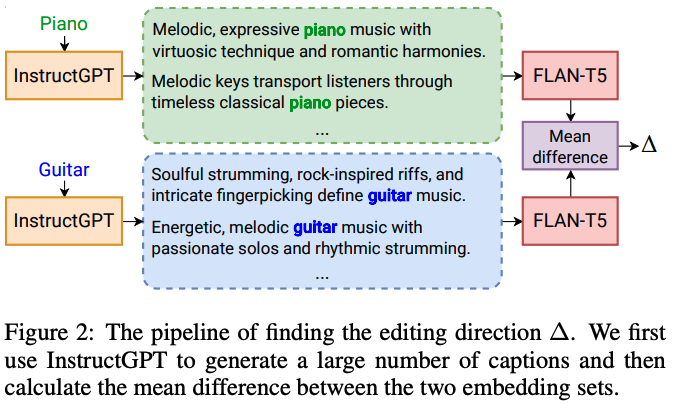 Piano
InstructGPT
Melodic, expressive piano music with
virtuosic technique and romantic harmonies.
Melodic keys transport listeners through
timeless classical piano pieces.
...
FLAN-T5
Mean
difference
Δ
Guitar
InstructGPT
Soulful strumming, rock-inspired riffs, and
intricate fingerpicking define guitar music.
Energetic, melodic guitar music with
passionate solos and rhythmic strumming.
...
FLAN-T5
Figure 2: The pipeline of finding the editing direction Δ. We first
use InstructGPT to generate a large number of captions and then
calculate the mean difference between the two embedding sets.